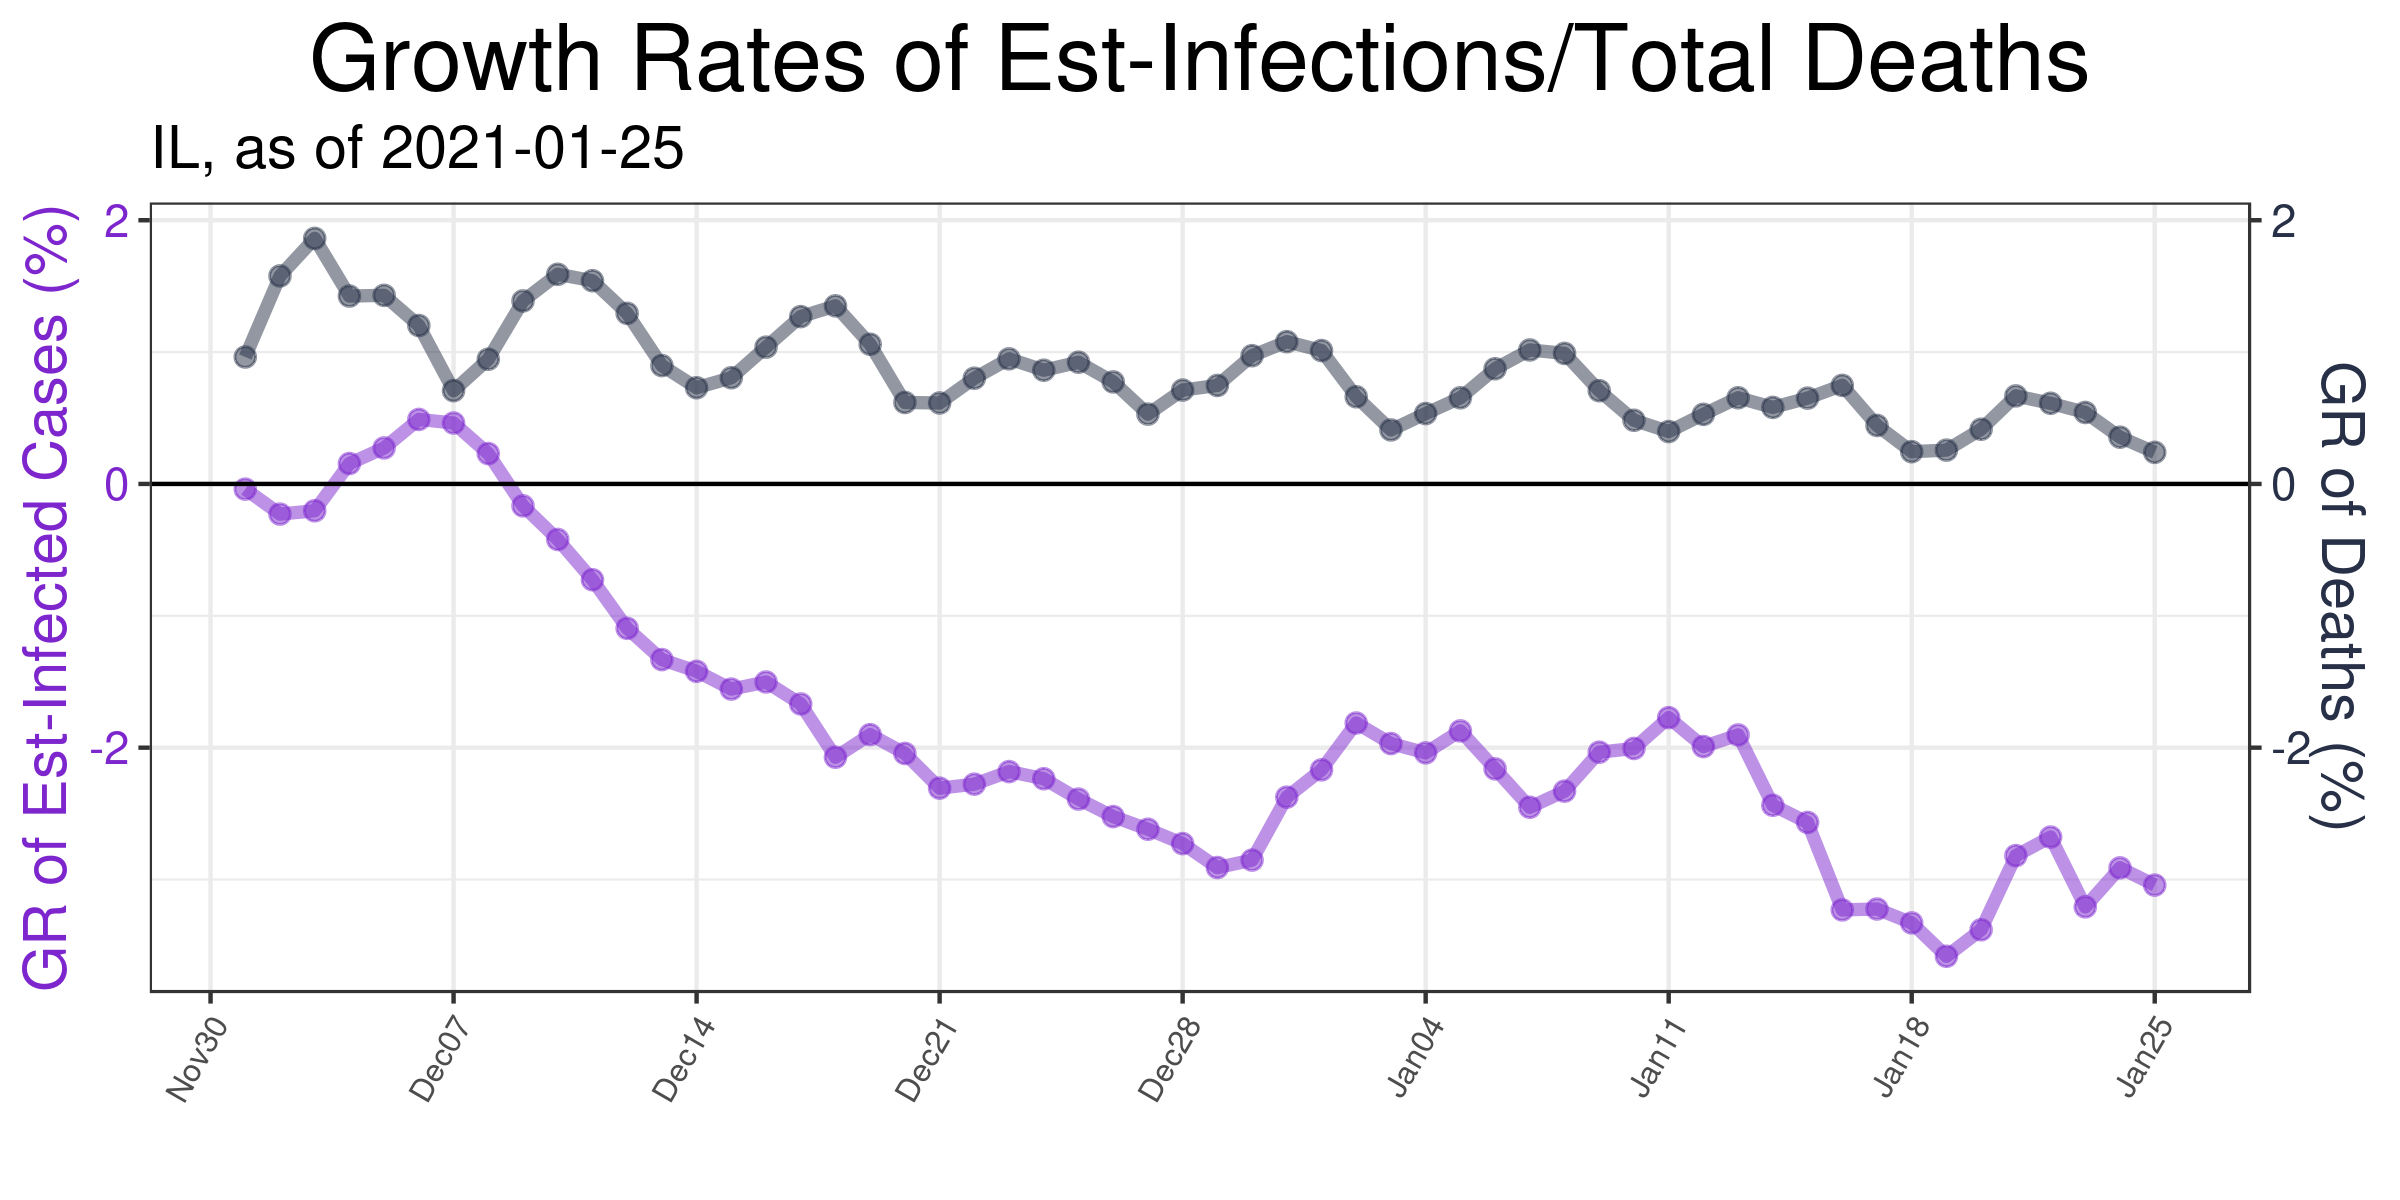 Growth Rates of Est-Infections/Total Deaths
IL, as of 2021-01-25
GR of Est-Infected Cases (%)
2
0
-2
2
0
-2
GR of Deaths (%)
Nov30
Dec07
Dec14
Dec21
Dec28
Jan04
Jan11
Jan18
Jan25